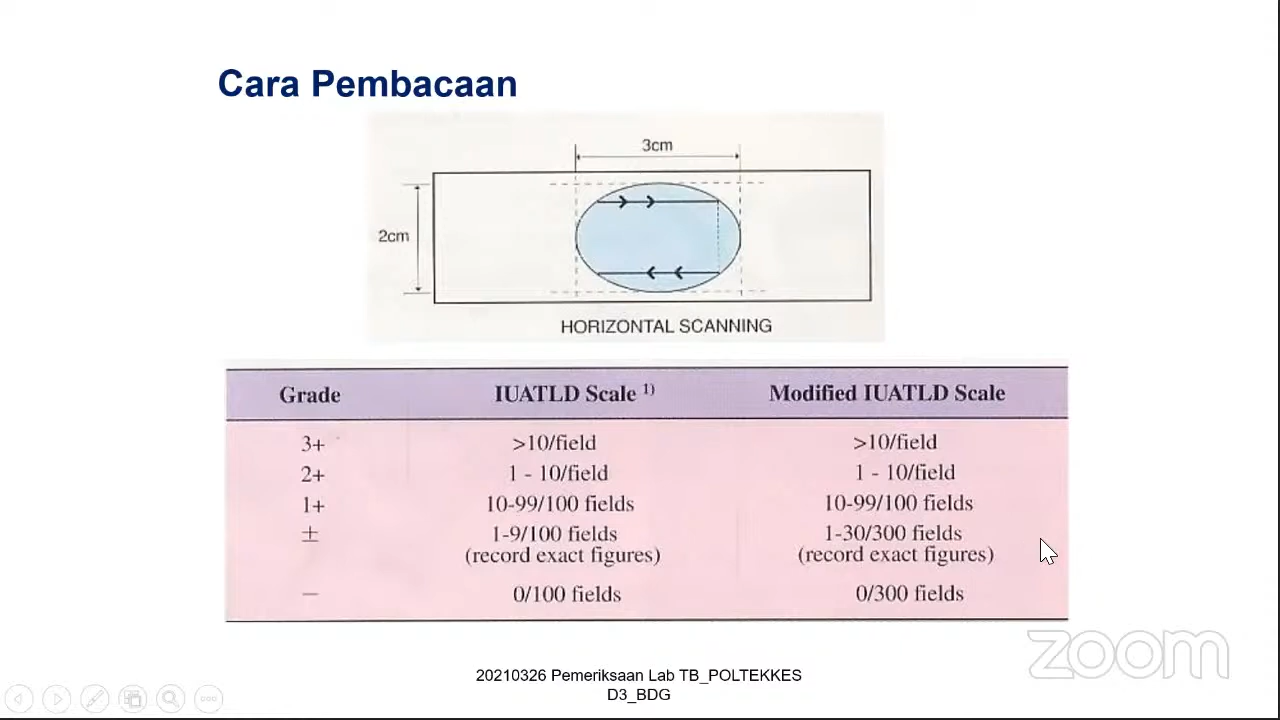 Cara Pembacaan
3cm
2cm
HORIZONTAL SCANNING
Grade IUATLD Scale 1) Modified IUATLD Scale
3+ >10/field >10/field
2+ 1 - 10/field 1 - 10/field
1+ 10-99/100 fields 10-99/100 fields
± 1-9/100 fields 1-30/300 fields
(record exact figures) (record exact figures)
— 0/100 fields 0/300 fields
zoom
20210326 Pemeriksaan Lab TB_POLTEKKES
D3_BDG